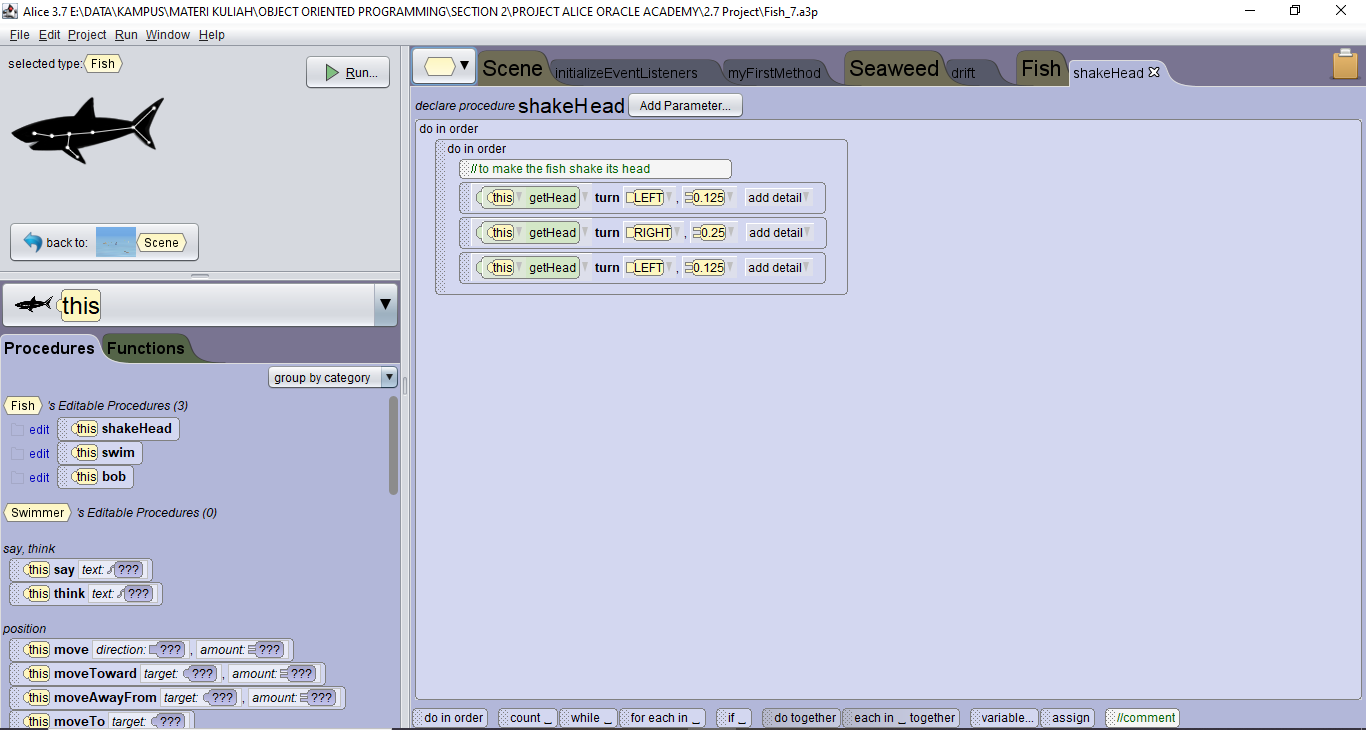 Alice 3.7 E:\DATA\KAMPUS\MATERI KULIAH\OBJECT ORIENTED PROGRAMMING\SECTION 2\PROJECT ALICE ORACLE ACADEMY\2.7 Project\Fish_7.a3p
File Edit Project Run Window Help
selected type: Fish
Run...
back to: Scene
this
Procedures Functions
group by category
Fish 's Editable Procedures (3)
edit this shakeHead
edit this swim
edit this bob
Swimmer 's Editable Procedures (0)
say, think
this say text: ???
this think text: ???
position
this move direction: ??? , amount: ???
this moveToward target: ??? , amount: ???
this moveAwayFrom target: ??? , amount: ???
this moveTo target: ???
Scene initializeEventListeners myFirstMethod Seaweed drift Fish shakeHead
declare procedure shakeHead Add Parameter...
do in order
do in order
//to make the fish shake its head
this getHead turn LEFT , 0.125 add detail
this getHead turn RIGHT , 0.25 add detail
this getHead turn LEFT , 0.125 add detail
do in order count _ while _ for each in _ if _ do together each in _ together variable... assign //comment